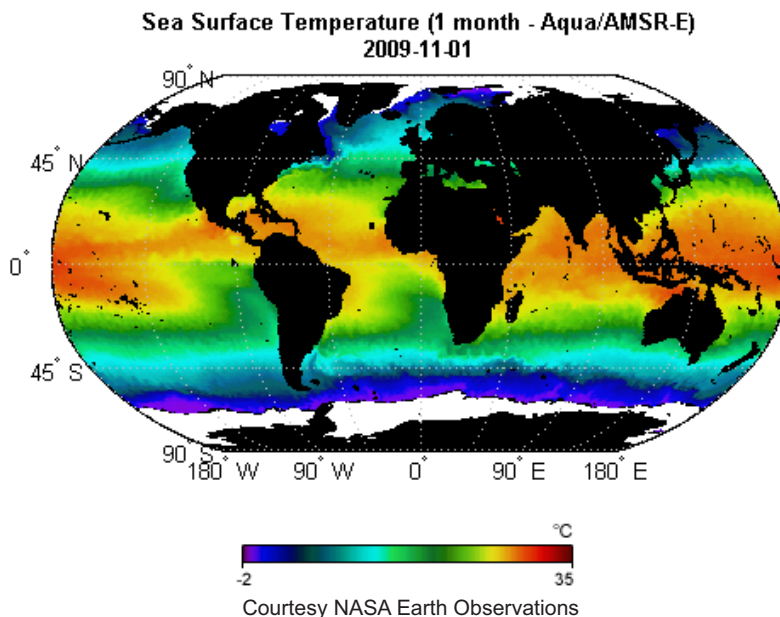 Sea Surface Temperature (1 month - Aqua/AMSR-E)
2009-11-01
90° N
45° N
0°
45° S
90° S
180° W 90° W 0° 90° E 180° E
°C
-2 35
Courtesy NASA Earth Observations